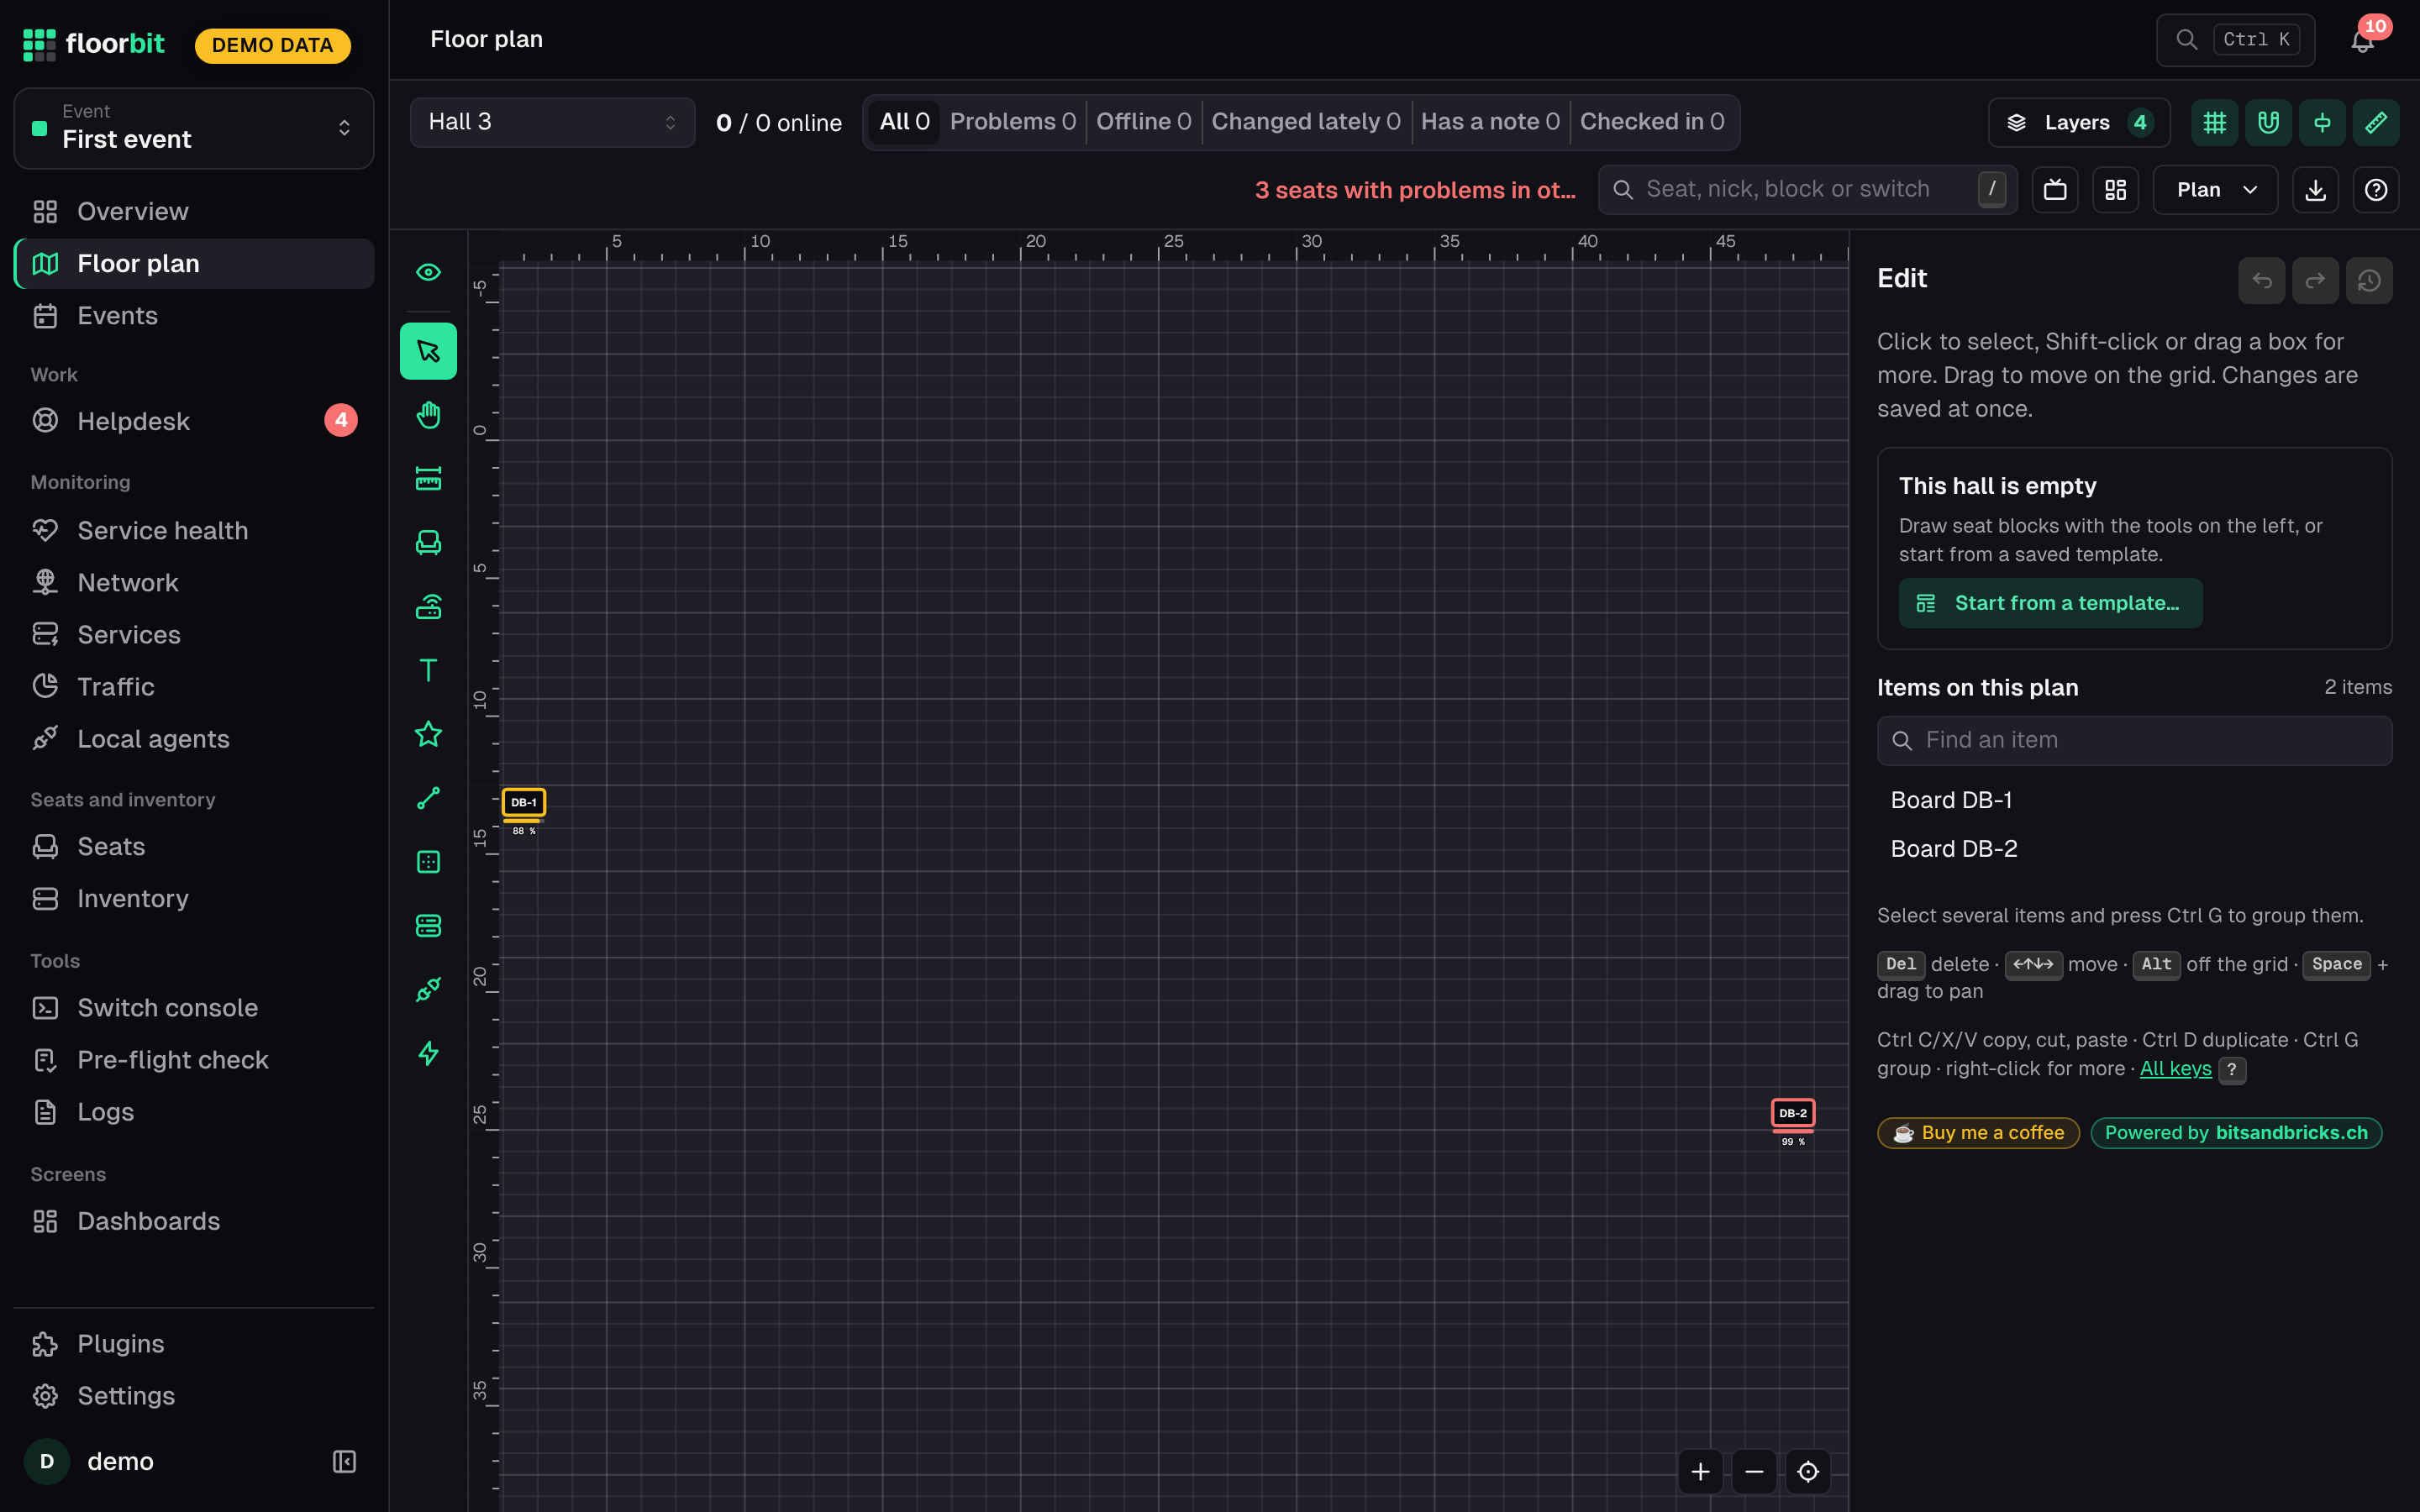 floorbit
DEMO DATA
Event
First event
Overview
Floor plan
Events
Work
Helpdesk
4
Monitoring
Service health
Network
Services
Traffic
Local agents
Seats and inventory
Seats
Inventory
Tools
Switch console
Pre-flight check
Logs
Screens
Dashboards
Plugins
Settings
D
demo
Floor plan
Ctrl K
10
Hall 3
0 / 0 online
All 0
Problems 0
Offline 0
Changed lately 0
Has a note 0
Checked in 0
Layers
4
3 seats with problems in ot...
Seat, nick, block or switch
/
Plan
5
10
15
20
25
30
35
40
45
-5
0
5
10
15
20
25
30
35
DB-1
88 %
DB-2
99 %
Edit
Click to select, Shift-click or drag a box for
more. Drag to move on the grid. Changes are
saved at once.
This hall is empty
Draw seat blocks with the tools on the left, or
start from a saved template.
Start from a template...
Items on this plan
2 items
Find an item
Board DB-1
Board DB-2
Select several items and press Ctrl G to group them.
Del delete · ←↑↓→ move · Alt off the grid · Space +
drag to pan
Ctrl C/X/V copy, cut, paste · Ctrl D duplicate · Ctrl G
group · right-click for more · All keys ?
☕ Buy me a coffee
Powered by bitsandbricks.ch